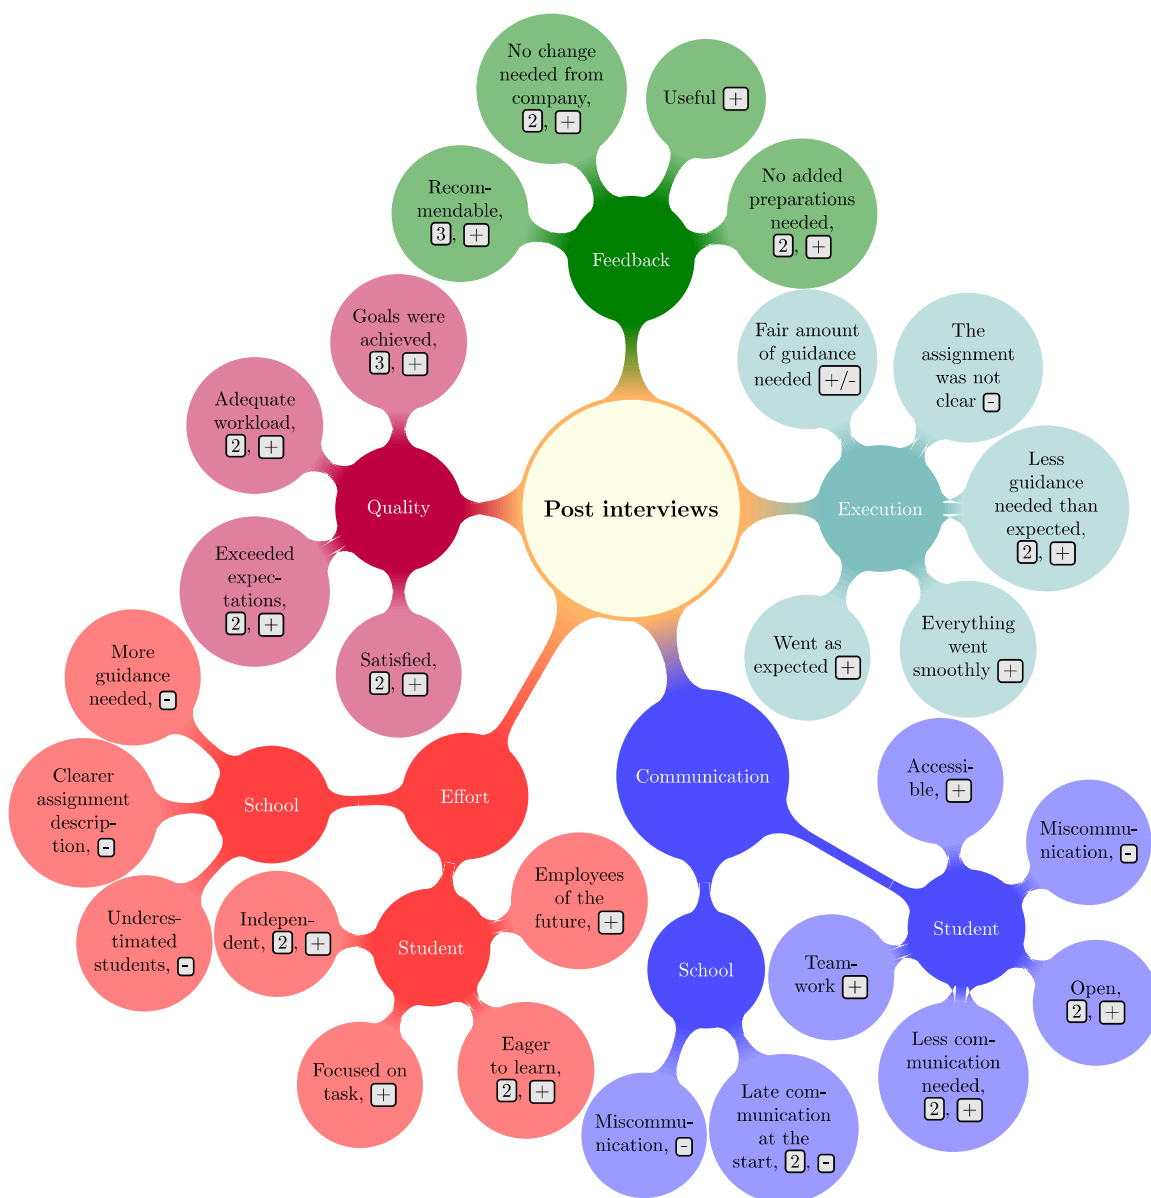 No change
needed from
company,
2, +
Useful +
Recom-
mendable,
3, +
No added
preparations
needed,
2, +
Feedback
Goals were
achieved,
3, +
Fair amount
of guidance
needed +/-
The
assignment
was not
clear -
Adequate
workload,
2, +
Quality
Post interviews
Execution
Less
guidance
needed than
expected,
2, +
Exceeded
expec-
tations,
2, +
Satisfied,
2, +
Went as
expected +
Everything
went
smoothly +
More
guidance
needed, -
Clearer
assignment
descrip-
tion, -
School
Effort
Underes-
timated
students, -
Indepen-
dent, 2, +
Student
Employees
of the
future, +
Focused on
task, +
Eager
to learn,
2, +
Communication
Accessi-
ble, +
Miscommu-
nication, -
Student
Team-
work +
Open,
2, +
Less com-
munication
needed,
2, +
School
Miscommu-
nication, -
Late com-
munication
at the
start, 2, -